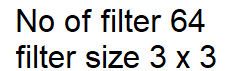 No of filter 64
filter size 3 x 3